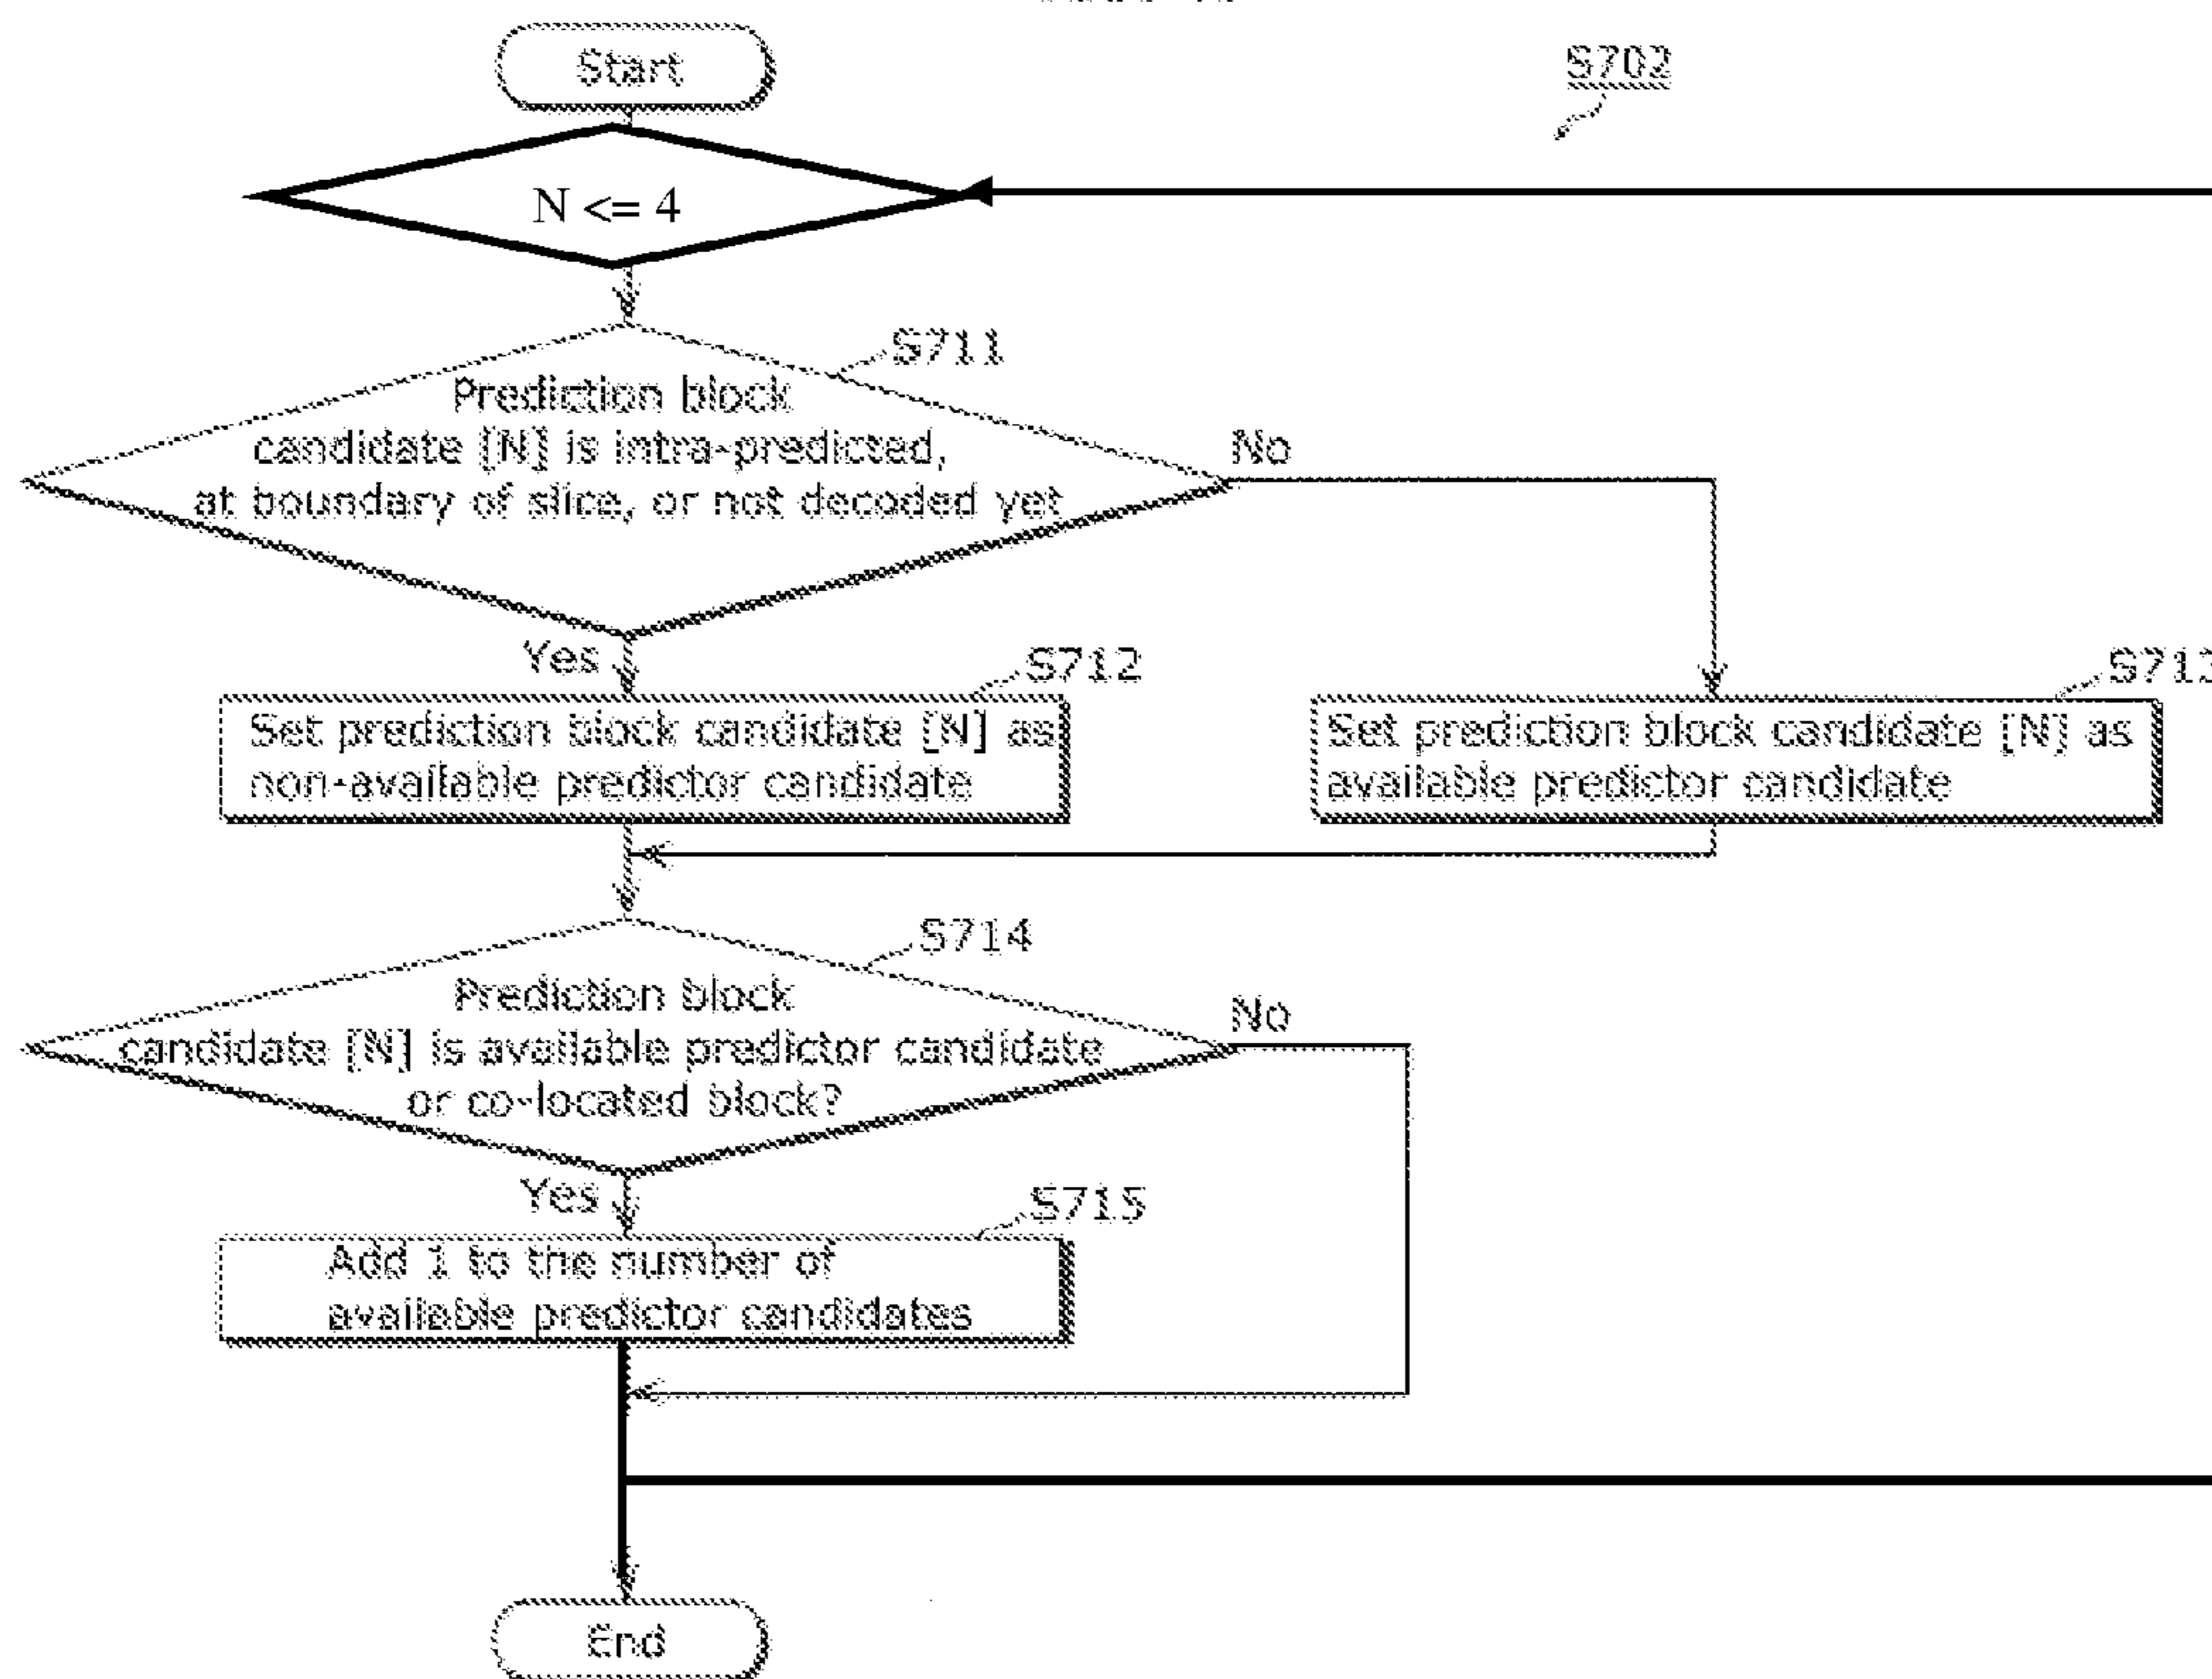 Start
S702
N <= 4
S711
Prediction block
candidate [N] is intra-predicted,
at boundary of slice, or not decoded yet
No
Yes
S712
S713
Set prediction block candidate [N] as
non-available predictor candidate
Set prediction block candidate [N] as
available predictor candidate
S714
Prediction block
candidate [N] is available predictor candidate
or co-located block?
No
Yes
S715
Add 1 to the number of
available predictor candidates
End